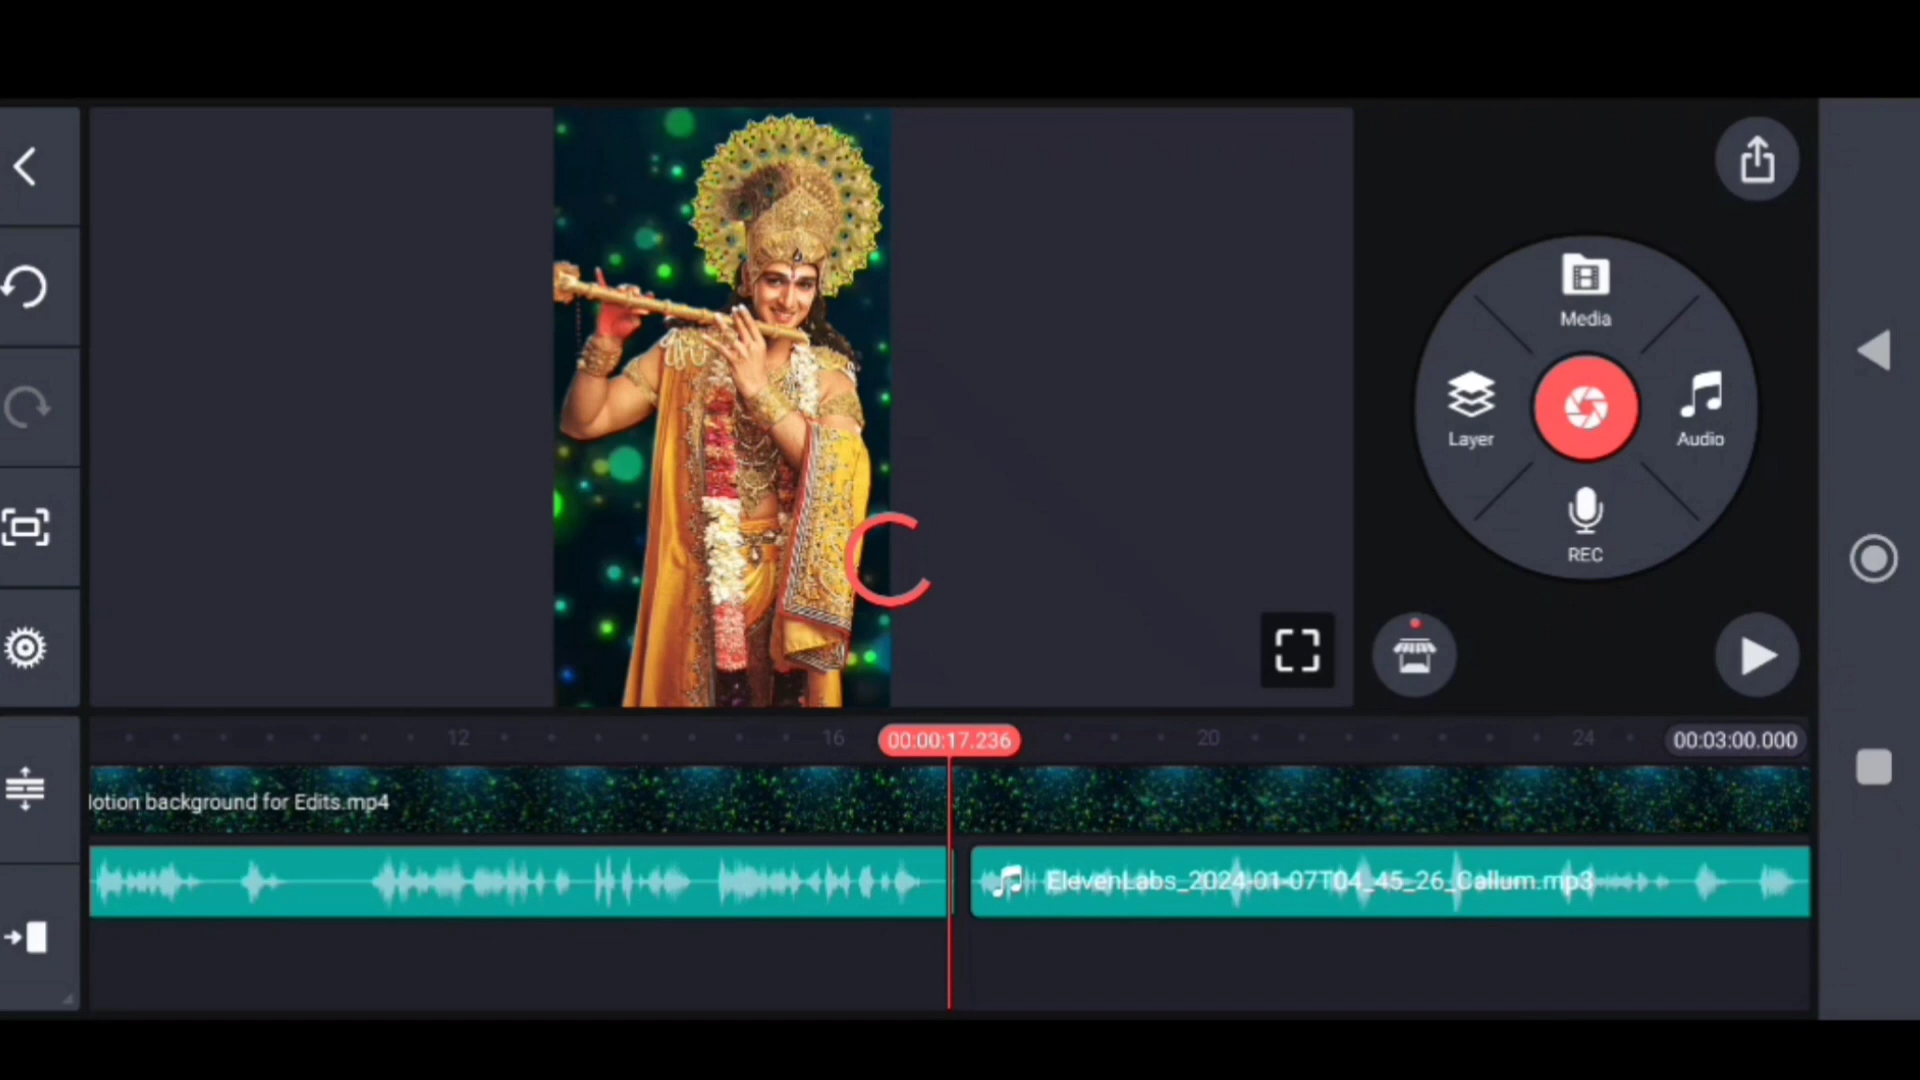 Media
Layer
Audio
REC
12
16
00:00:17.236
20
24
00:03:00.000
otion background for Edits.mp4
ElevenLabs_2024-01-07T04_45_26_Callum.mp3